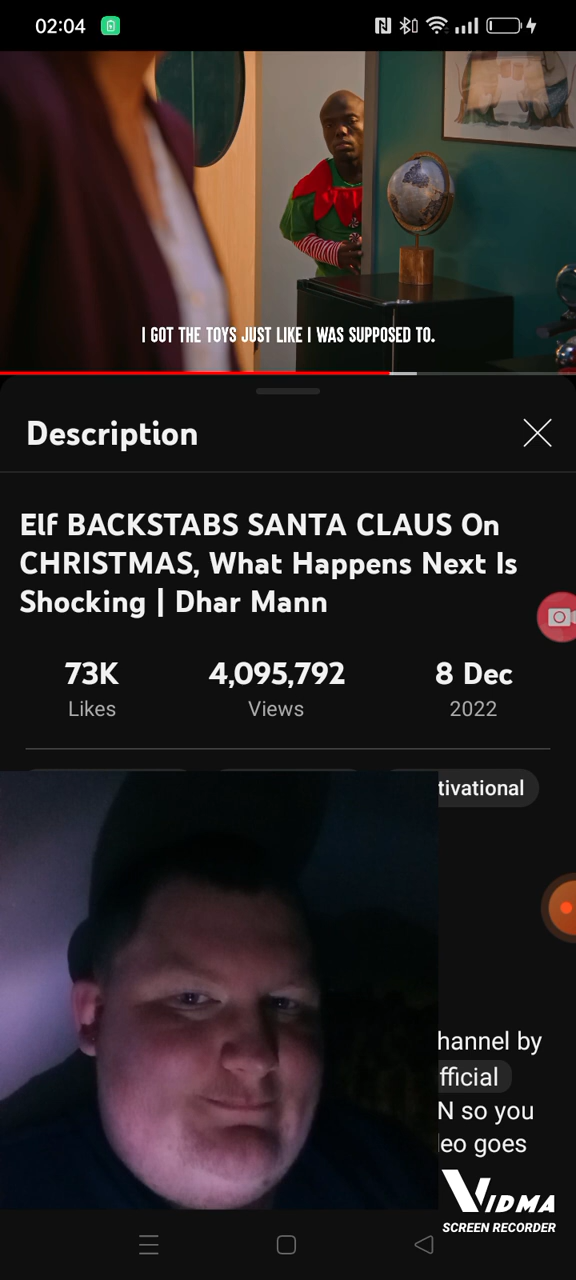 02:04
I GOT THE TOYS JUST LIKE I WAS SUPPOSED TO.
Description
Elf BACKSTABS SANTA CLAUS On
CHRISTMAS, What Happens Next Is
Shocking | Dhar Mann
73K
4,095,792
8 Dec
Likes
Views
2022
tivational
hannel by
fficial
N so you
leo goes
VIDMA
SCREEN RECORDER